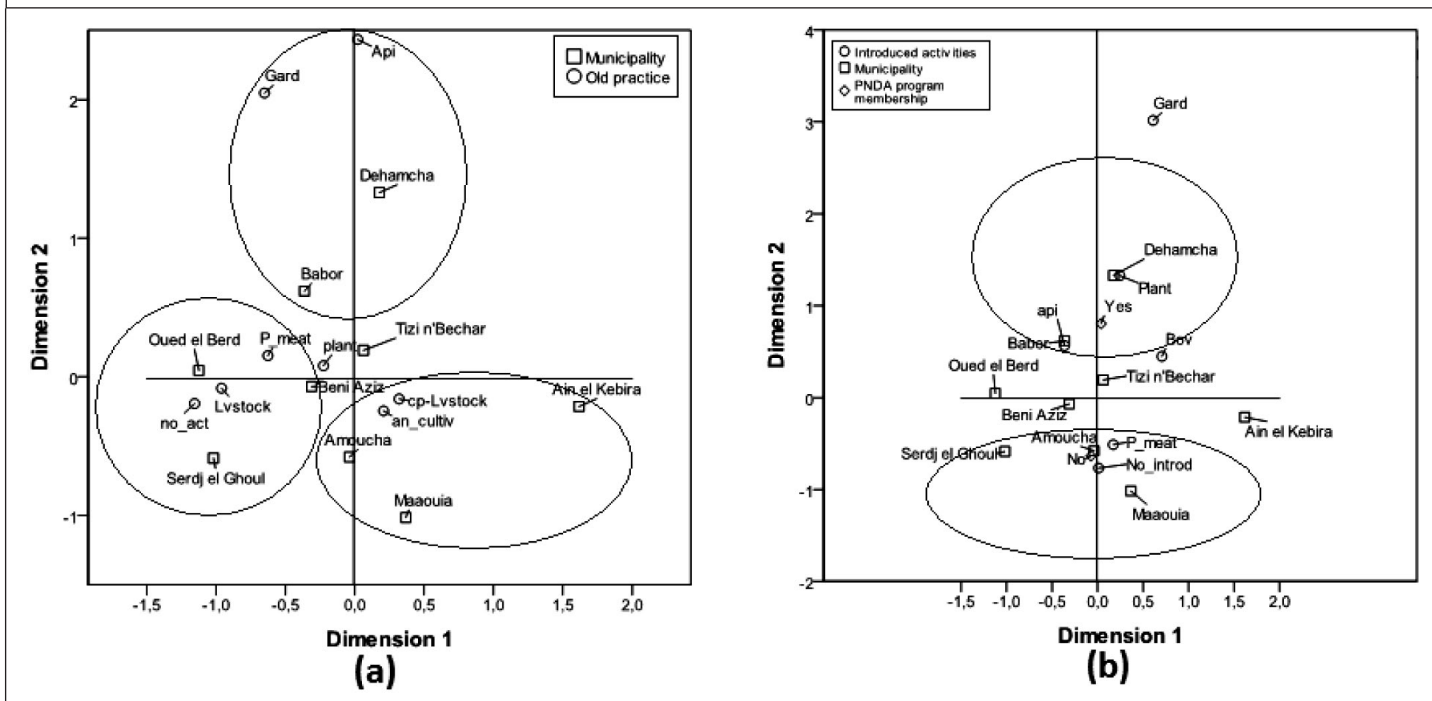 Dimension 2
2
1
0
-1
-1,5
-1,0
-0,5
0,0
0,5
1,0
1,5
2,0
Dimension 1
Municipality
Old practice
Api
Gard
Dehamcha
Babor
Tizi n'Bechar
Oued el Berd
P_meat
plant
Beni Aziz
Ain el Kebira
Lvstock
cp-Lvstock
no_act
an_cultiv
Amoucha
Serdj el Ghoul
Maaouia
(a)
Dimension 2
4
3
2
1
0
-1
-2
-1,5
-1,0
-0,5
0,0
0,5
1,0
1,5
2,0
Dimension 1
Introduced activities
Municipality
PNDA program
membership
Gard
Dehamcha
Plant
Yes
api
Babor
Bov
Oued el Berd
Tizi n'Bechar
Beni Aziz
Ain el Kebira
Amoucha
P_meat
Serdj el Ghoul
No
No_introd
Maaouia
(b)